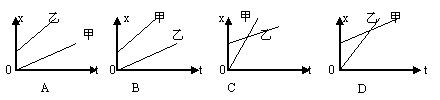 x 乙 甲 0 t A
x 甲 乙 0 t B
x 甲 乙 0 t C
x 乙 甲 0 t D